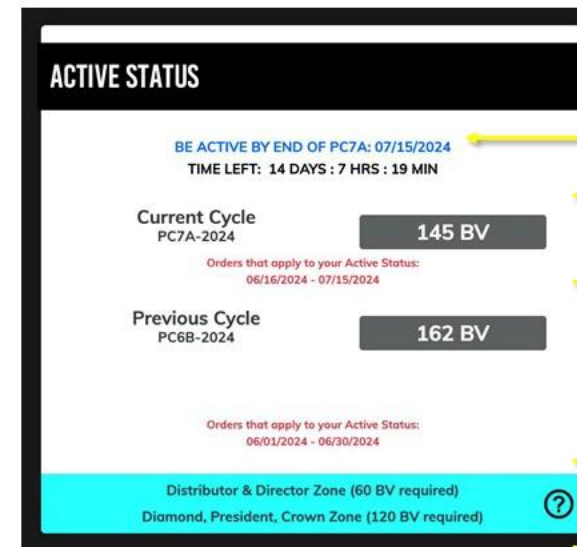 ACTIVE STATUS
BE ACTIVE BY END OF PC7A: 07/15/2024
TIME LEFT: 14 DAYS : 7 HRS : 19 MIN
Current Cycle
PC7A-2024
145 BV
Orders that apply to your Active Status:
06/16/2024 - 07/15/2024
Previous Cycle
PC6B-2024
162 BV
Orders that apply to your Active Status:
06/01/2024 - 06/30/2024
Distributor & Director Zone (60 BV required)
Diamond, President, Crown Zone (120 BV required)
?